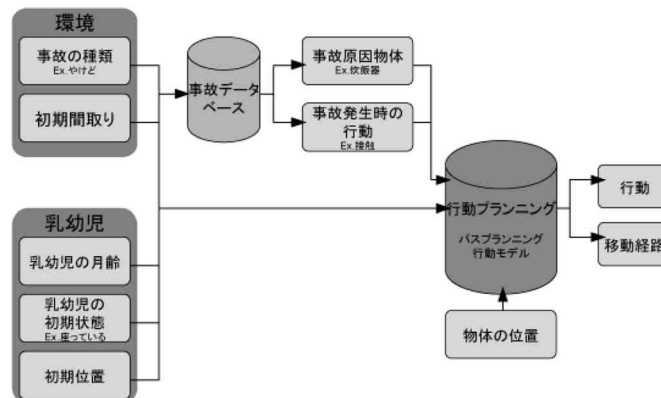 環境
事故の種類
Ex.やけど
初期間取り
事故データ
ベース
事故原因物体
Ex.炊飯器
事故発生時の
行動
Ex.接触
乳幼児
乳幼児の月齢
乳幼児の
初期状態
Ex.座っている
初期位置
行動プランニング
パスプランニング
行動モデル
物体の位置
行動
移動経路